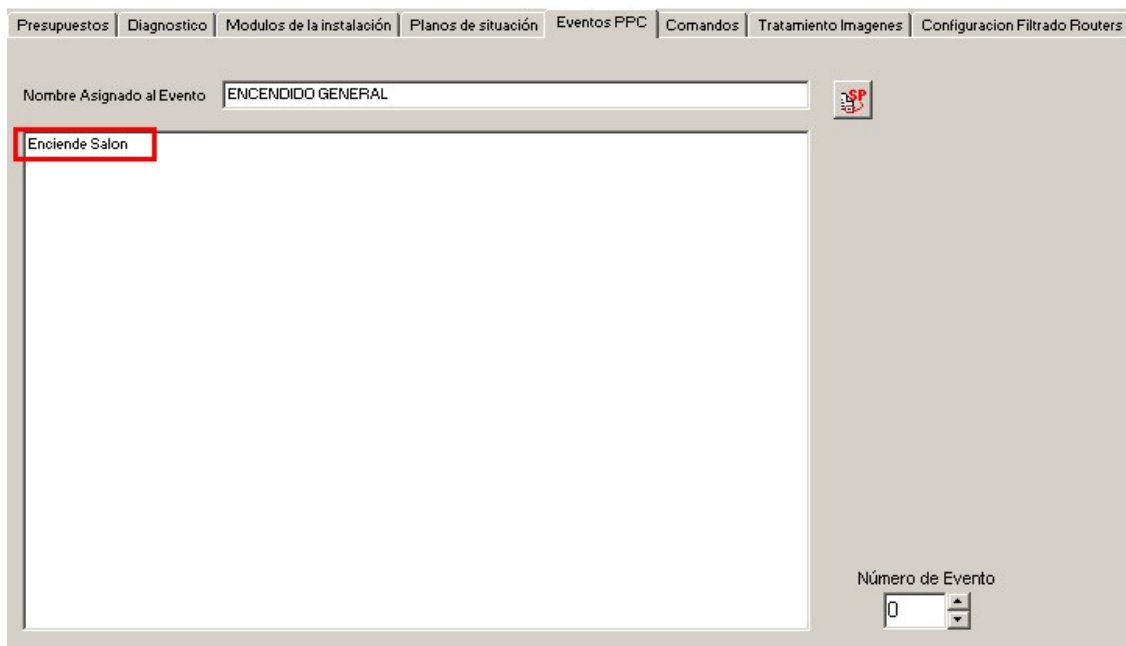 Presupuestos Diagnostico Modulos de la instalación Planos de situación Eventos PPC Comandos Tratamiento Imagenes Configuracion Filtrado Routers
Nombre Asignado al Evento ENCENDIDO GENERAL SP
Enciende Salon
Número de Evento
0